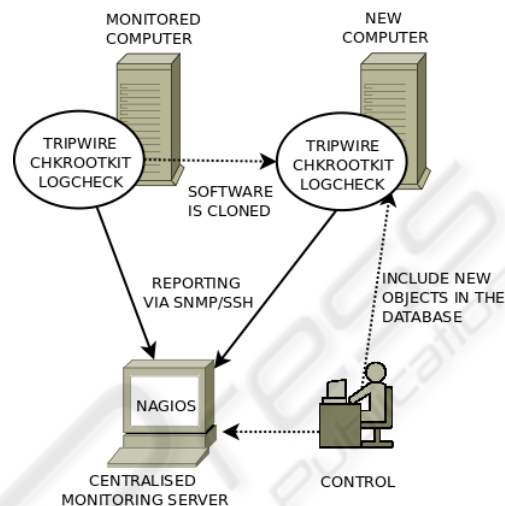 MONITORED
COMPUTER
NEW
COMPUTER
TRIPWIRE
CHKROOTKIT
LOGCHECK
TRIPWIRE
CHKROOTKIT
LOGCHECK
SOFTWARE
IS CLONED
REPORTING
VIA SNMP/SSH
INCLUDE NEW
OBJECTS IN THE
DATABASE
NAGIOS
CENTRALISED
MONITORING SERVER
CONTROL